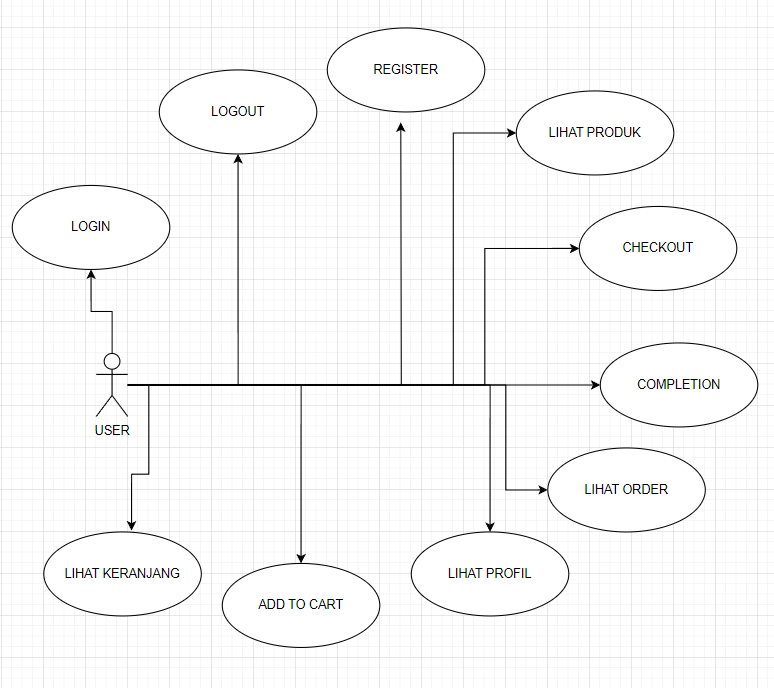 REGISTER
LOGOUT
LIHAT PRODUK
LOGIN
CHECKOUT
COMPLETION
USER
LIHAT ORDER
LIHAT KERANJANG
LIHAT PROFIL
ADD TO CART